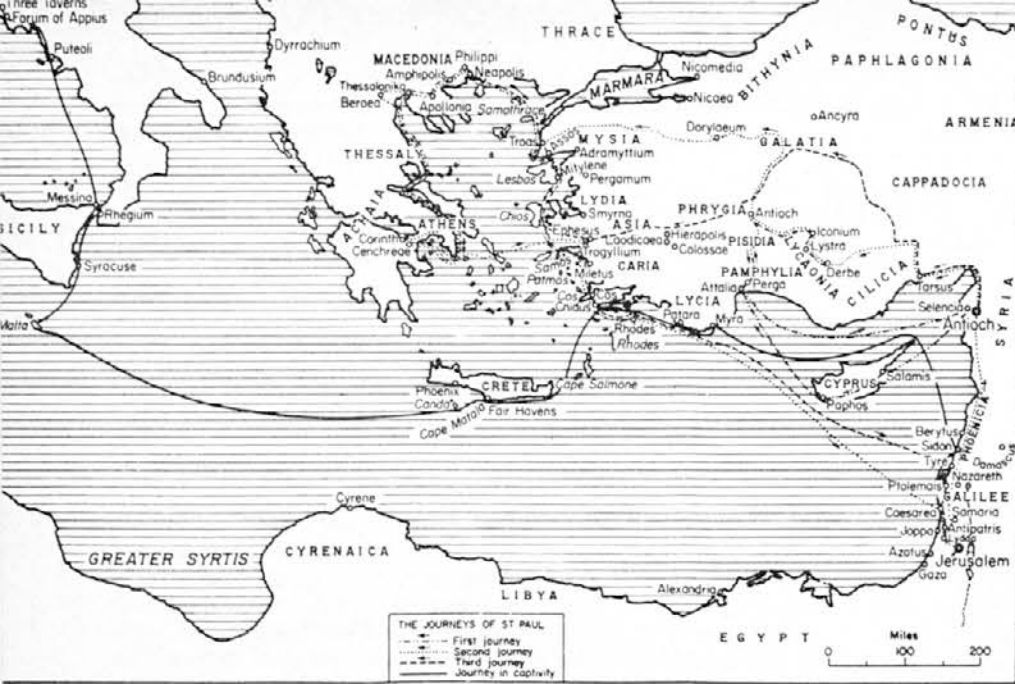 Three Taverns
Forum of Appius
Puteoli
Dyrrachium
Brundusium
THRACE
PONTUS
MACEDONIA
Philippi
Amphipolis
Neapolis
Thessalonika
Beroea
Apollonia
Samothrace
MARMARA
Nicomedia
Nicaea
BITHYNIA
PAPHLAGONIA
Ancyra
ARMENIA
Dorylaeum
GALATIA
Troas
ASSOS
MYSIA
Adramyttium
THESSALY
Mitylene
Lesbos
Pergamum
CAPPADOCIA
Messina
Rhegium
SICILY
Syracuse
ACHAIA
ATHENS
Corinth
Cenchreae
Chios
LYDIA
Smyrna
Ephesus
ASIA
PHRYGIA
Antioch
Hierapolis
Laodicaea
Colossae
PISIDIA
Iconium
Lystra
LYCAONIA
Derbe
CILICIA
Trogyllium
Samos
Patmos
Miletus
CARIA
PAMPHYLIA
Perga
Attalia
Tarsus
Selencia
Antioch
SYRIA
Cos
Cos
Cnidus
LYCIA
Patara
Myra
Rhodes
Rhodes
Malta
CRETE
Phoenix
Cauda
Cape Matala
Fair Havens
Cape Salmone
CYPRUS
Salamis
Paphos
Berytus
PHOENICIA
Sidon
Damascus
Tyre
Nazareth
Ptolemais
GALILEE
Caesarea
Samaria
Joppa
Antipatris
Lydda
Azotus
Jerusalem
Gaza
Cyrene
GREATER SYRTIS
CYRENAICA
LIBYA
Alexandria
EGYPT
THE JOURNEYS OF ST PAUL
First journey
Second journey
Third journey
Journey in captivity
Miles
0 100 200